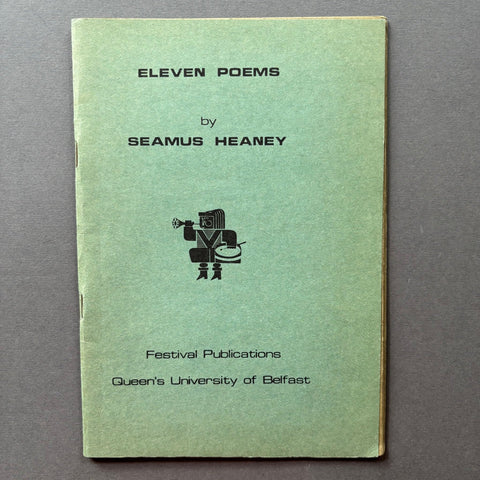 ELEVEN POEMS
by
SEAMUS HEANEY
Festival Publications
Queen's University of Belfast